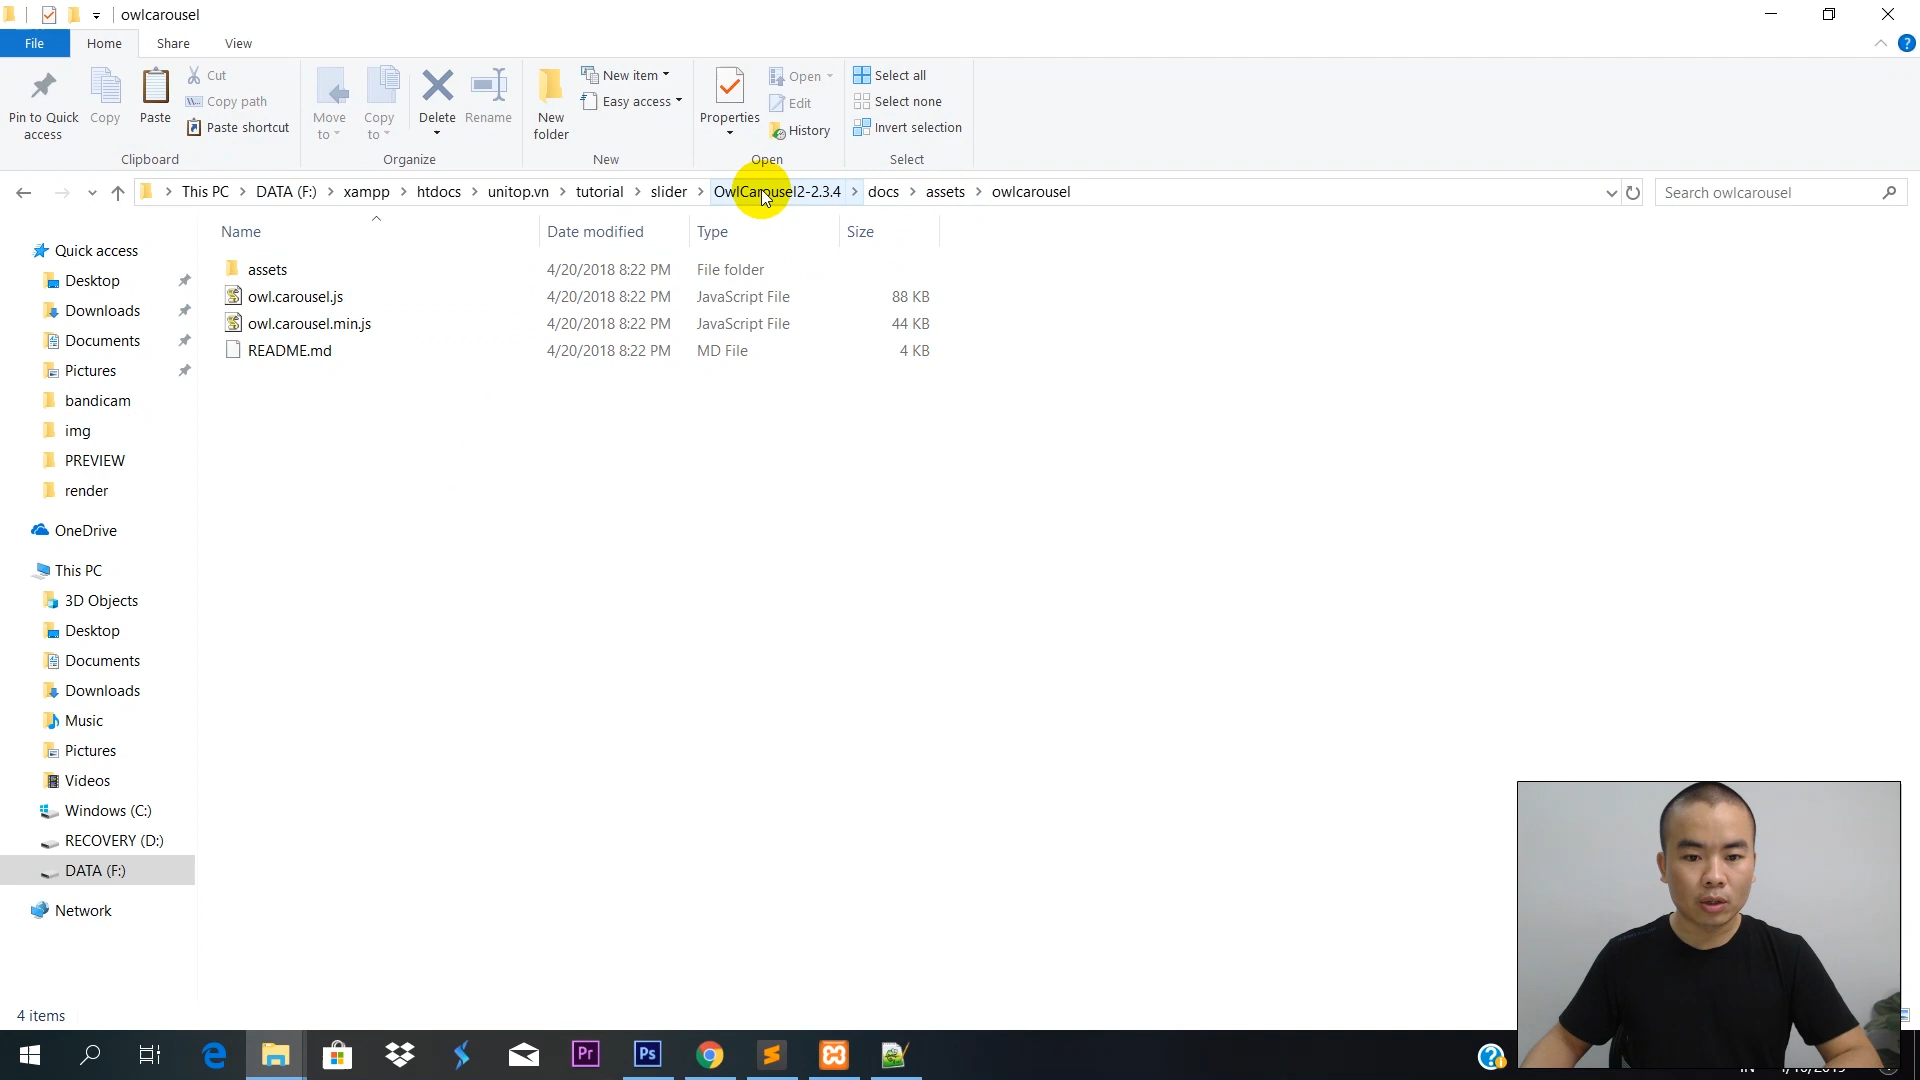 owlcarousel
File Home Share View
Pin to Quick access
Copy
Paste
Cut
Copy path
Paste shortcut
Clipboard
Move to
Copy to
Delete
Rename
Organize
New folder
New item
Easy access
New
Properties
Open
Edit
History
Open
Select all
Select none
Invert selection
Select
This PC DATA (F:) xampp htdocs unitop.vn tutorial slider OwlCarousel2-2.3.4 docs assets owlcarousel
Search owlcarousel
Name Date modified Type Size
assets 4/20/2018 8:22 PM File folder
owl.carousel.js 4/20/2018 8:22 PM JavaScript File 88 KB
owl.carousel.min.js 4/20/2018 8:22 PM JavaScript File 44 KB
README.md 4/20/2018 8:22 PM MD File 4 KB
Quick access
Desktop
Downloads
Documents
Pictures
bandicam
img
PREVIEW
render
OneDrive
This PC
3D Objects
Desktop
Documents
Downloads
Music
Pictures
Videos
Windows (C:)
RECOVERY (D:)
DATA (F:)
Network
4 items
Pr
Ps